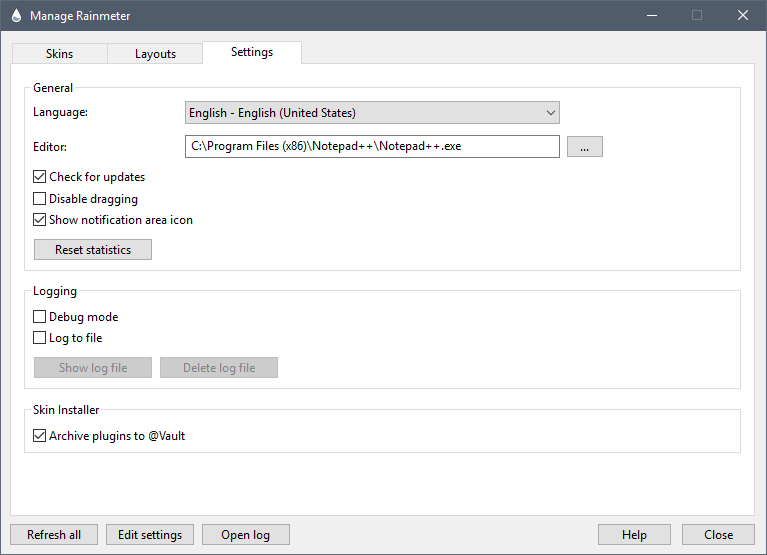 Manage Rainmeter
Skins Layouts Settings
General
Language: English - English (United States)
Editor: C:\Program Files (x86)\Notepad++\Notepad++.exe ...
Check for updates
Disable dragging
Show notification area icon
Reset statistics
Logging
Debug mode
Log to file
Show log file Delete log file
Skin Installer
Archive plugins to @Vault
Refresh all Edit settings Open log Help Close